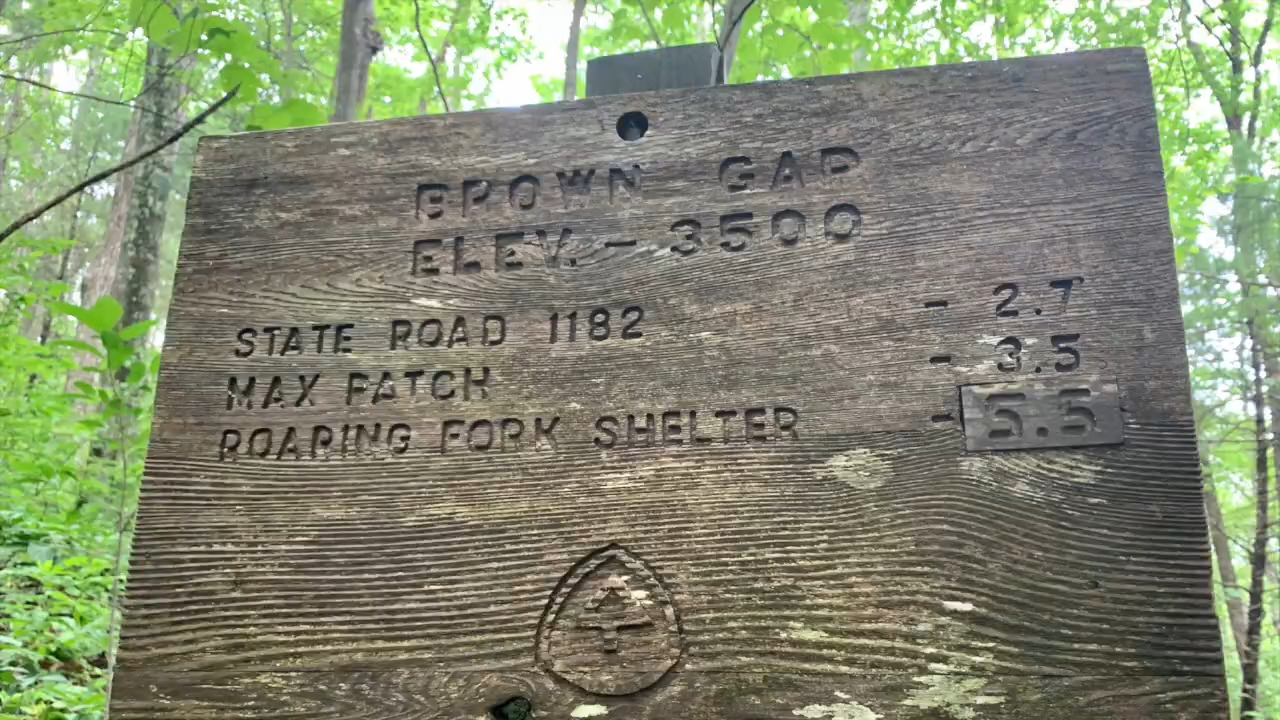 BROWN GAP
ELEV. - 3500
STATE ROAD 1182 - 2.7
MAX PATCH - 3.5
ROARING FORK SHELTER - 5.5